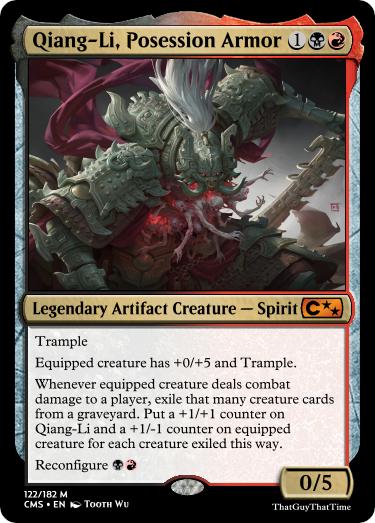 Qiang-Li, Posession Armor 1
Legendary Artifact Creature — Spirit C
Trample
Equipped creature has +0/+5 and Trample.
Whenever equipped creature deals combat
damage to a player, exile that many creature cards
from a graveyard. Put a +1/+1 counter on
Qiang-Li and a +1/-1 counter on equipped
creature for each creature exiled this way.
Reconfigure
0/5
122/182 M
CMS • EN Tooth Wu
ThatGuyThatTime